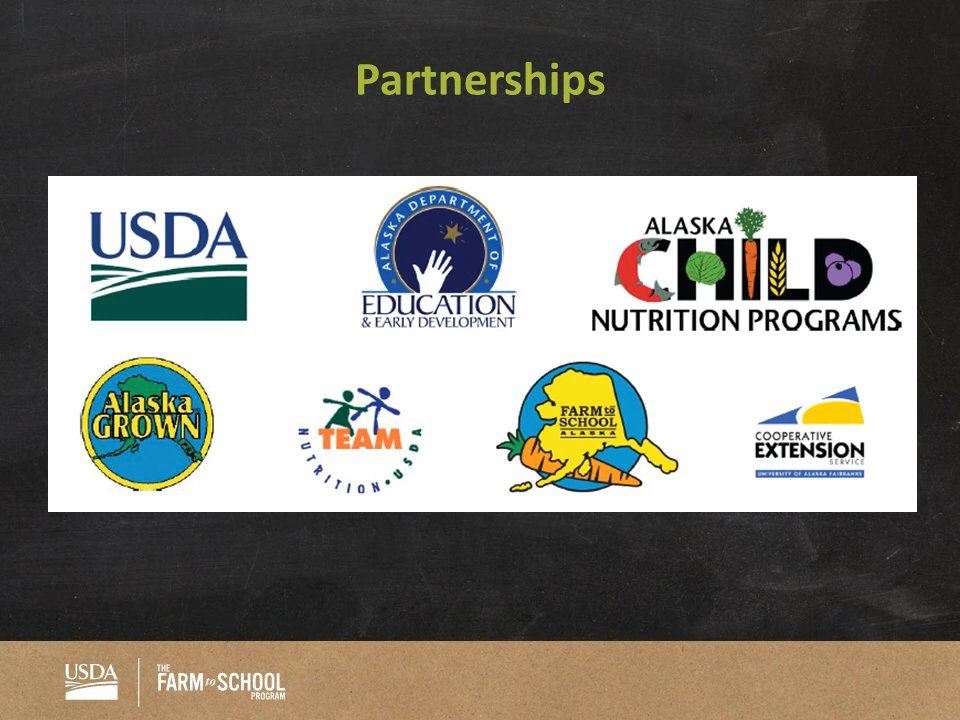 Partnerships
USDA
ALASKA DEPARTMENT OF
EDUCATION
& EARLY DEVELOPMENT
ALASKA
CHILD
NUTRITION PROGRAMS
Alaska
GROWN
TEAM
NUTRITION • USDA
FARM to
SCHOOL
ALASKA
COOPERATIVE
EXTENSION
SERVICE
UNIVERSITY OF ALASKA FAIRBANKS
USDA
THE
FARM to SCHOOL
PROGRAM